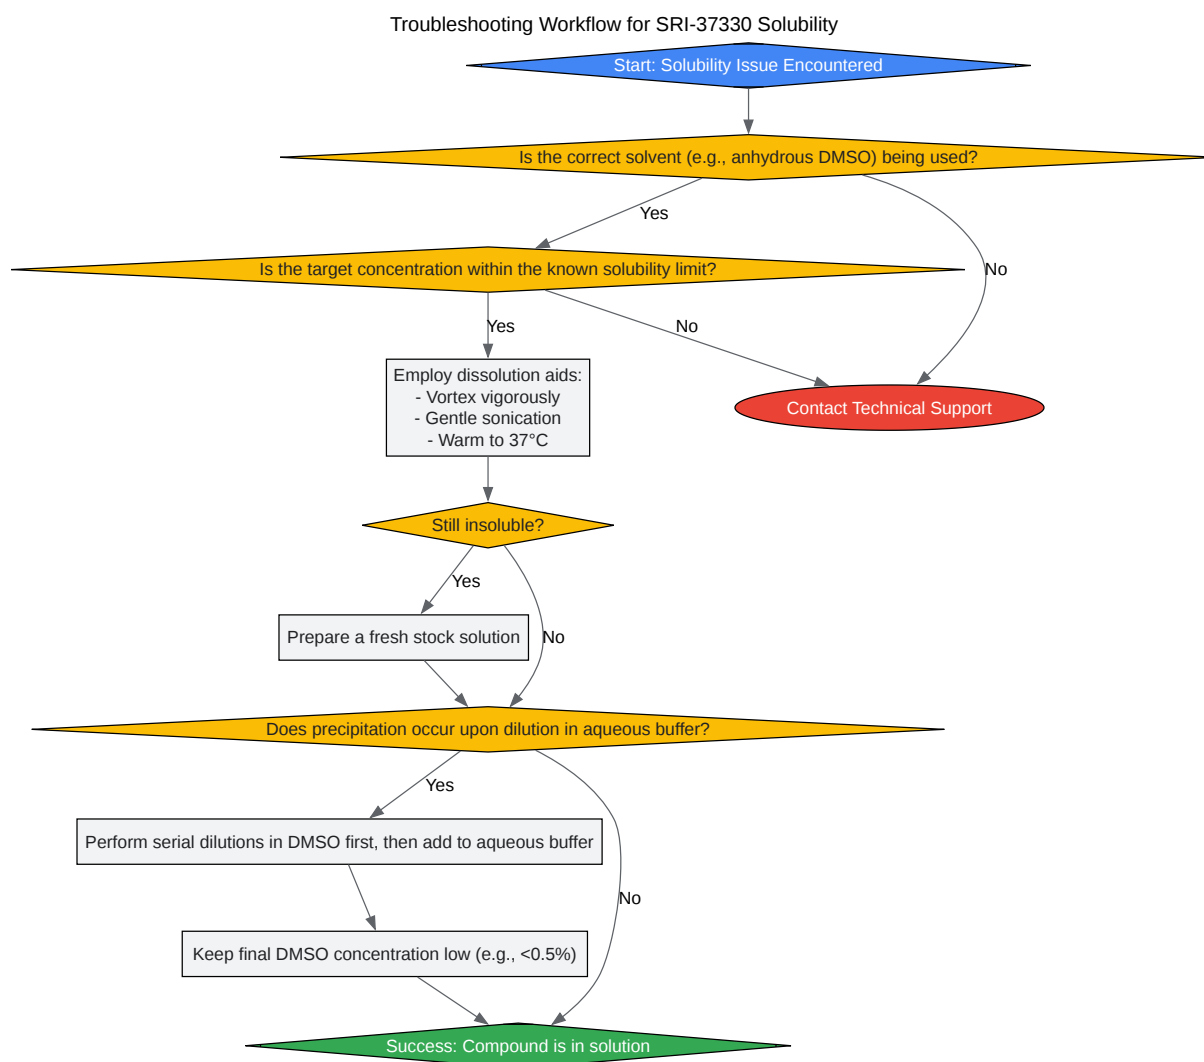 Troubleshooting Workflow for SRI-37330 Solubility
Start: Solubility Issue Encountered
Is the correct solvent (e.g., anhydrous DMSO) being used?
Yes
No
Is the target concentration within the known solubility limit?
Yes
No
Employ dissolution aids:
- Vortex vigorously
- Gentle sonication
- Warm to 37°C
Contact Technical Support
Still insoluble?
Yes
No
Prepare a fresh stock solution
Does precipitation occur upon dilution in aqueous buffer?
Yes
No
Perform serial dilutions in DMSO first, then add to aqueous buffer
Keep final DMSO concentration low (e.g., <0.5%)
Success: Compound is in solution